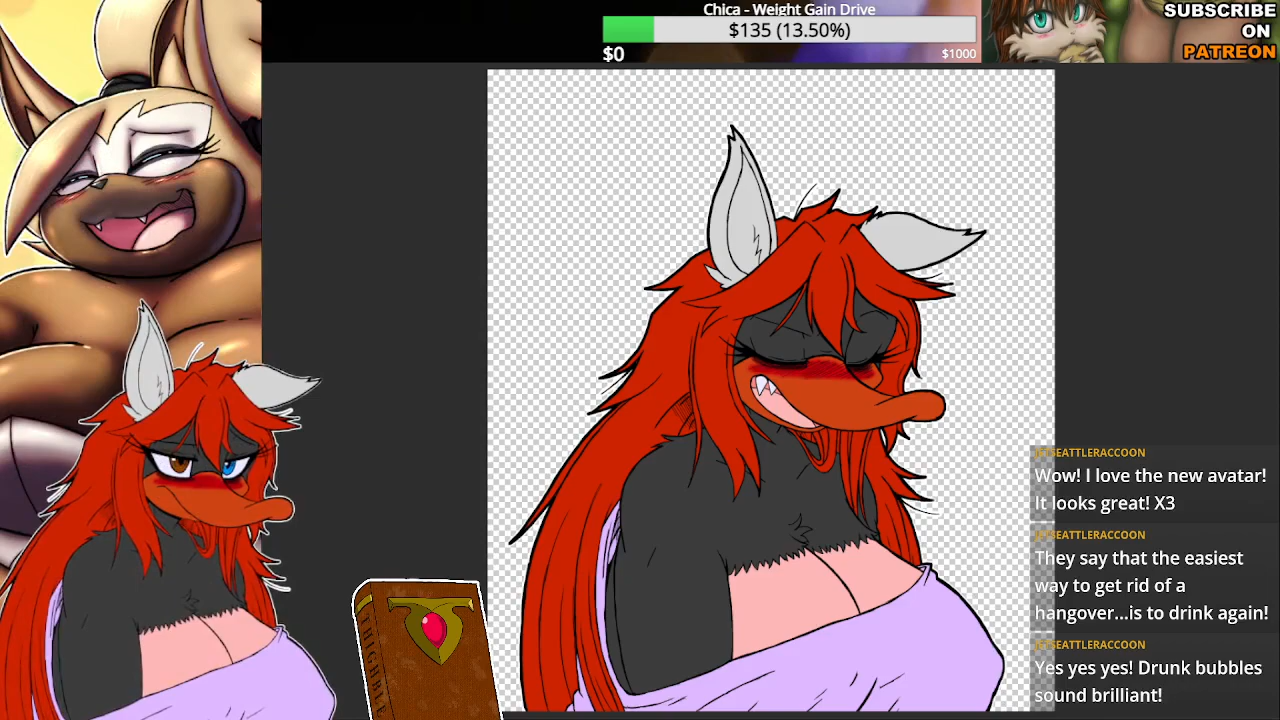 Chica - Weight Gain Drive
$135 (13.50%)
$0
$1000
SUBSCRIBE
ON
PATREON
Wow! I love the new avatar!
It looks great! X3
They say that the easiest
way to get rid of a
hangover...is to drink again!
Yes yes yes! Drunk bubbles
sound brilliant!